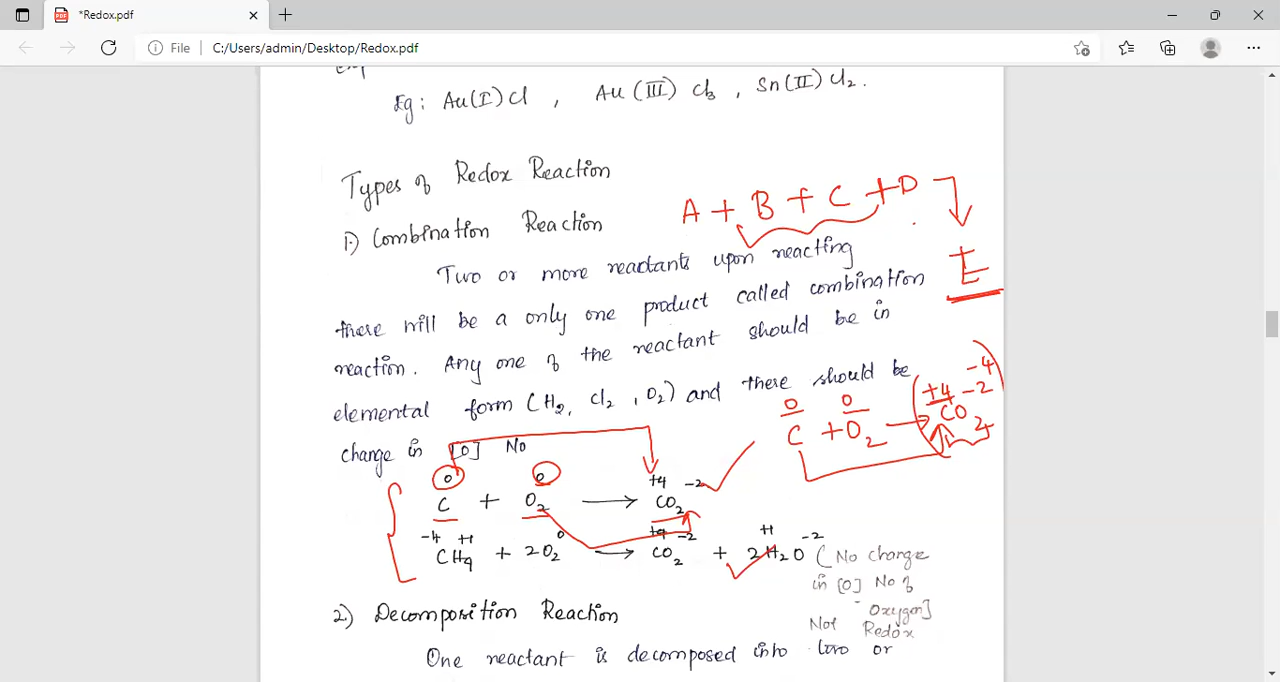 *Redox.pdf
File C:/Users/admin/Desktop/Redox.pdf
Eg: Au(I)Cl , Au (III) Cl3 , Sn(II)Cl2.
Types of Redox Reaction
A + B + C + D
E
1) Combination Reaction
Two or more reactants upon reacting
there will be a only one product called combination
reaction. Any one of the reactant should be in
elemental form (H2, Cl2, O2) and there should be
change in [O] No
0 0 +4 -2 -4
C + O2 → CO2
0 0 +4 -2
C + O2 → CO2
-4 +1 0 +4 -2 +1 -2
CH4 + 2O2 → CO2 + 2H2O (No change
in [O] No of
Oxygen]
Not Redox
2) Decomposition Reaction
One reactant is decomposed into two or